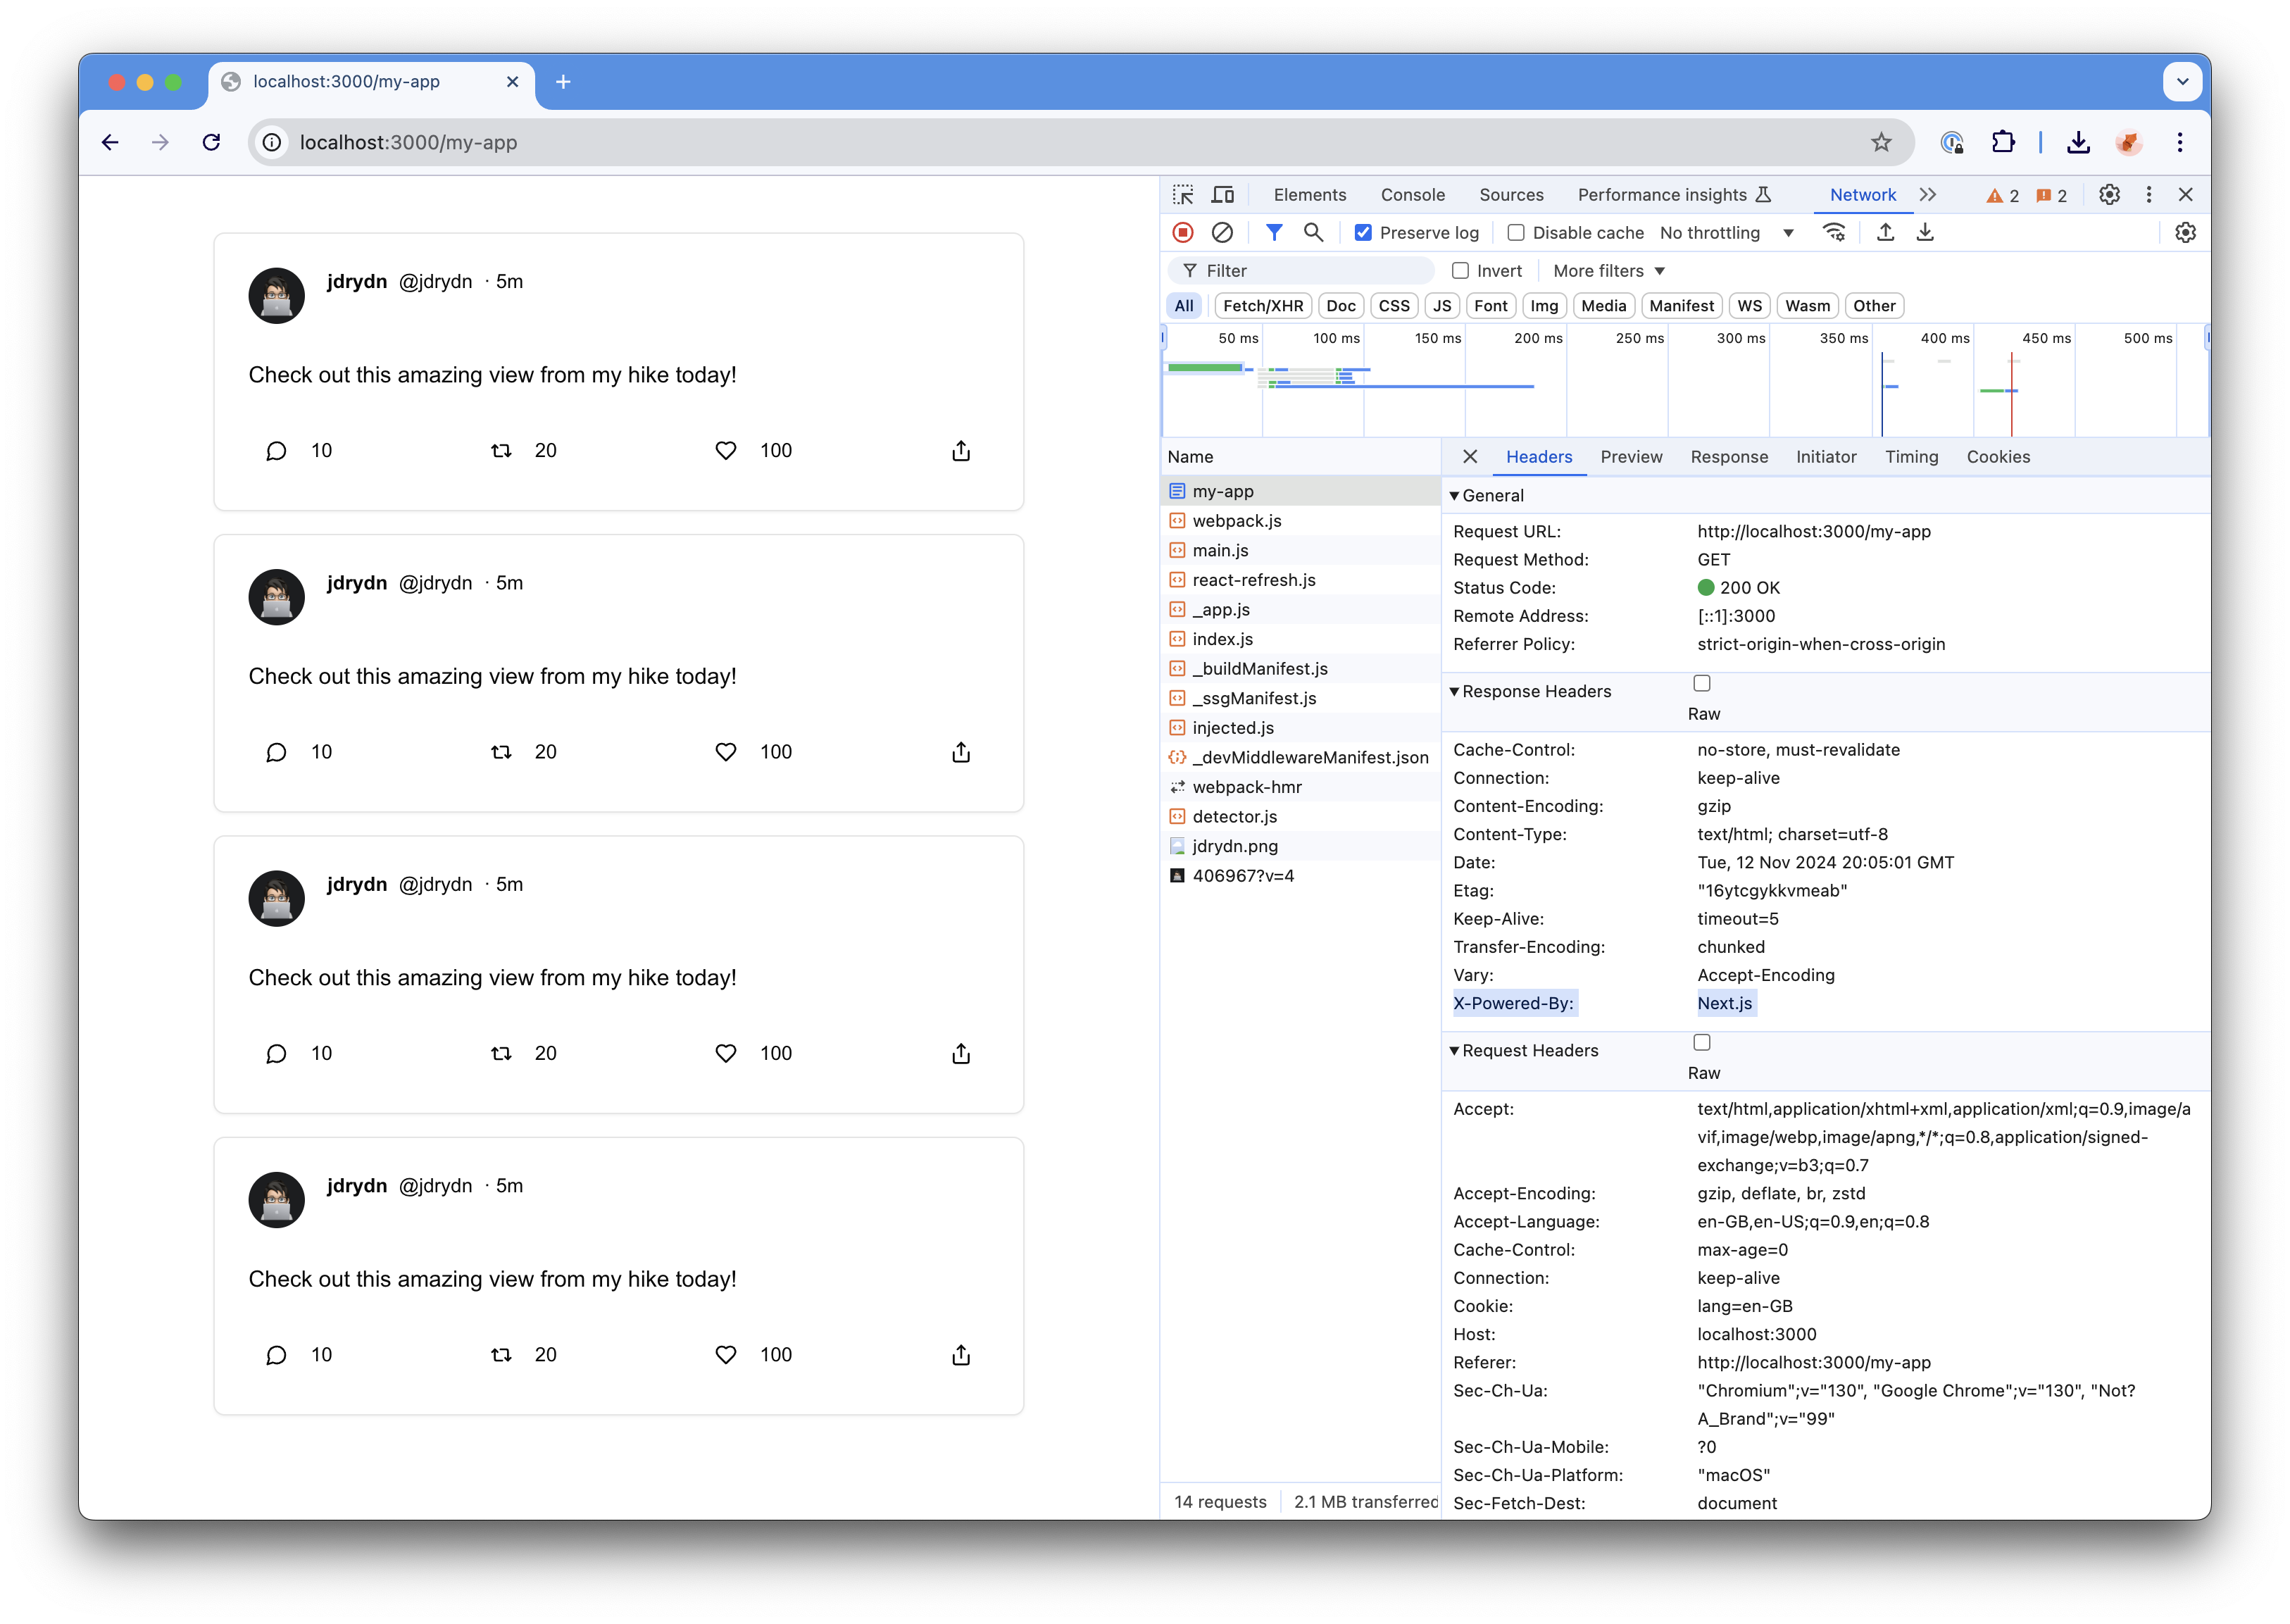 localhost:3000/my-app
localhost:3000/my-app
jdrydn @jdrydn · 5m
Check out this amazing view from my hike today!
10 20 100
jdrydn @jdrydn · 5m
Check out this amazing view from my hike today!
10 20 100
jdrydn @jdrydn · 5m
Check out this amazing view from my hike today!
10 20 100
jdrydn @jdrydn · 5m
Check out this amazing view from my hike today!
10 20 100
Elements Console Sources Performance insights Network 2 2
Preserve log Disable cache No throttling
Filter Invert More filters
All Fetch/XHR Doc CSS JS Font Img Media Manifest WS Wasm Other
50 ms 100 ms 150 ms 200 ms 250 ms 300 ms 350 ms 400 ms 450 ms 500 ms
Name
my-app
webpack.js
main.js
react-refresh.js
_app.js
index.js
_buildManifest.js
_ssgManifest.js
injected.js
_devMiddlewareManifest.json
webpack-hmr
detector.js
jdrydn.png
406967?v=4
14 requests 2.1 MB transferred
Headers Preview Response Initiator Timing Cookies
General
Request URL: http://localhost:3000/my-app
Request Method: GET
Status Code: 200 OK
Remote Address: [::1]:3000
Referrer Policy: strict-origin-when-cross-origin
Response Headers
Raw
Cache-Control: no-store, must-revalidate
Connection: keep-alive
Content-Encoding: gzip
Content-Type: text/html; charset=utf-8
Date: Tue, 12 Nov 2024 20:05:01 GMT
Etag: "16ytcgykkvmeab"
Keep-Alive: timeout=5
Transfer-Encoding: chunked
Vary: Accept-Encoding
X-Powered-By: Next.js
Request Headers
Raw
Accept: text/html,application/xhtml+xml,application/xml;q=0.9,image/a
vif,image/webp,image/apng,*/*;q=0.8,application/signed-
exchange;v=b3;q=0.7
Accept-Encoding: gzip, deflate, br, zstd
Accept-Language: en-GB,en-US;q=0.9,en;q=0.8
Cache-Control: max-age=0
Connection: keep-alive
Cookie: lang=en-GB
Host: localhost:3000
Referer: http://localhost:3000/my-app
Sec-Ch-Ua: "Chromium";v="130", "Google Chrome";v="130", "Not?
A_Brand";v="99"
Sec-Ch-Ua-Mobile: ?0
Sec-Ch-Ua-Platform: "macOS"
Sec-Fetch-Dest: document